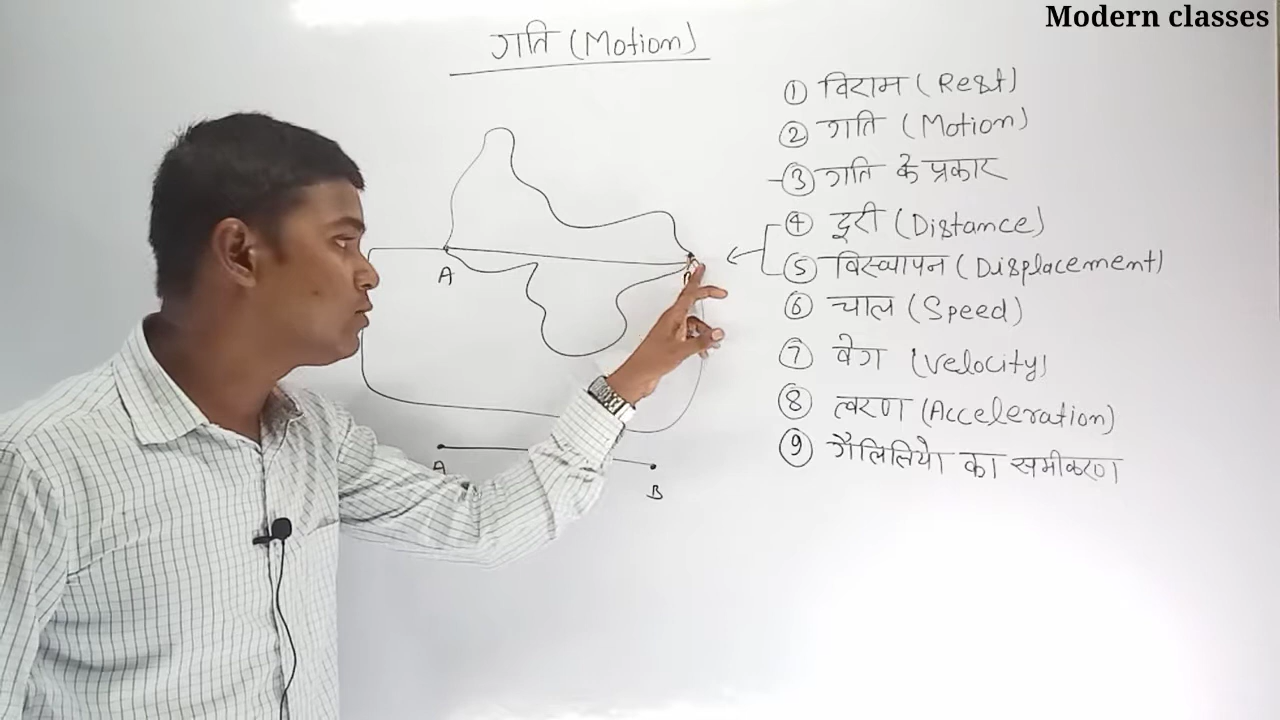 Modern classes
गति (Motion)
① विराम (Rest)
② गति (Motion)
③ गति के प्रकार
④ दूरी (Distance)
⑤ विस्थापन (Displacement)
⑥ चाल (Speed)
⑦ वेग (Velocity)
⑧ त्वरण (Acceleration)
⑨ गैलिलियो का समीकरण
A
A
B